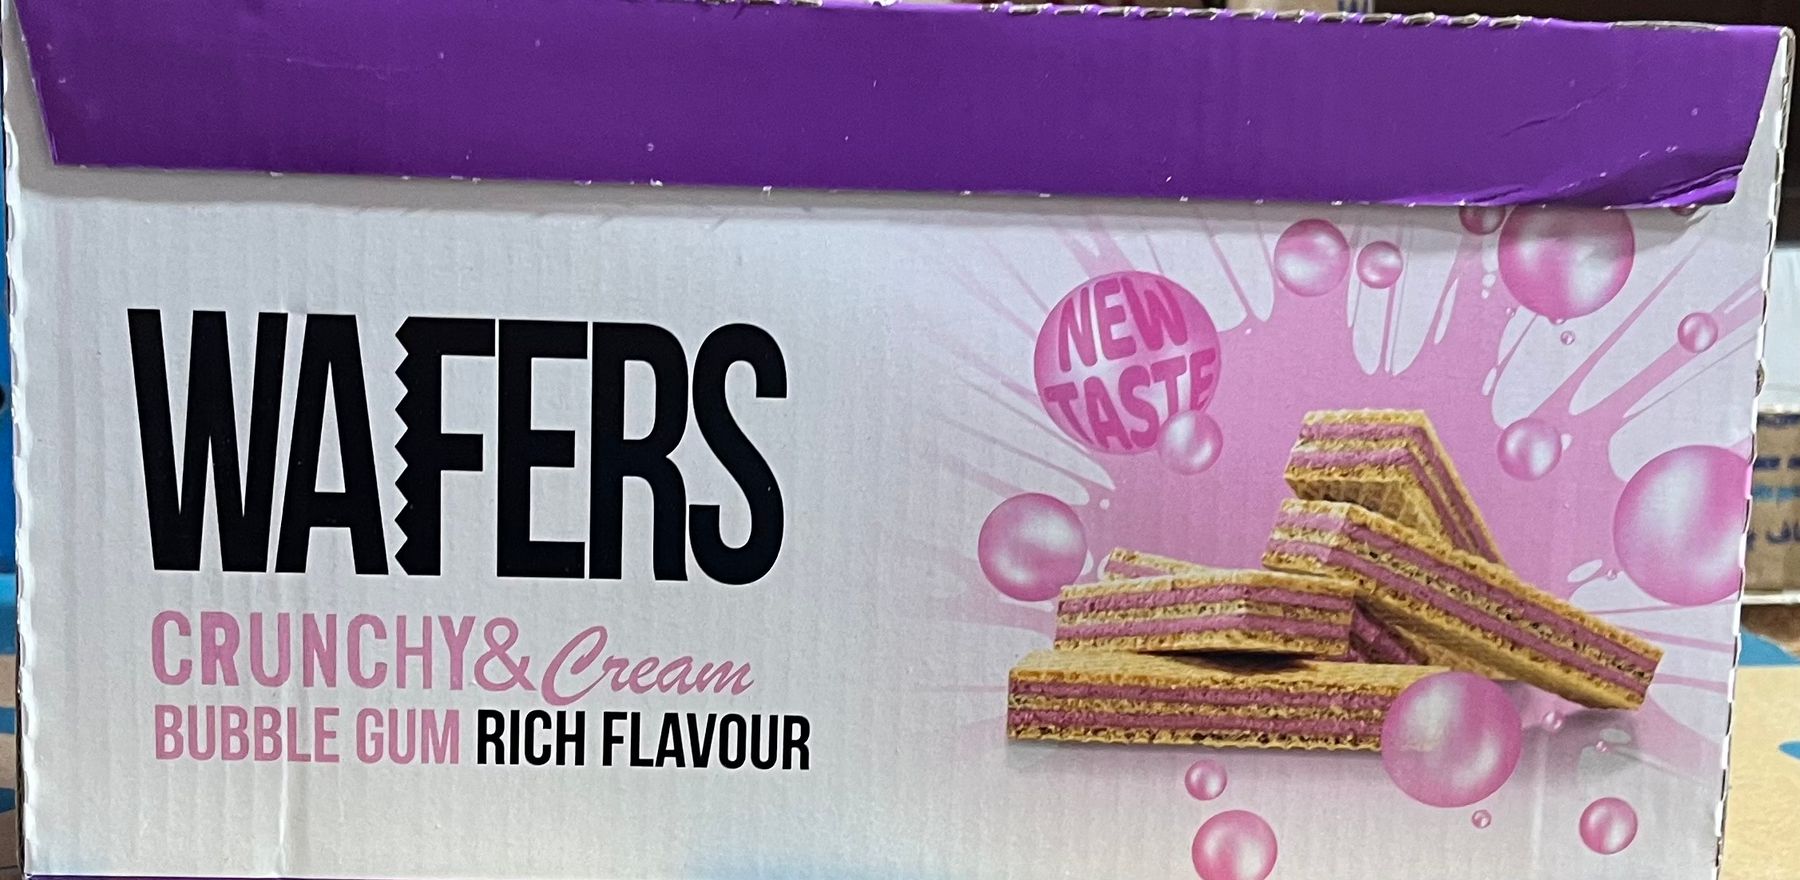 WAFERS
CRUNCHY & Cream
BUBBLE GUM RICH FLAVOUR
NEW
TASTE